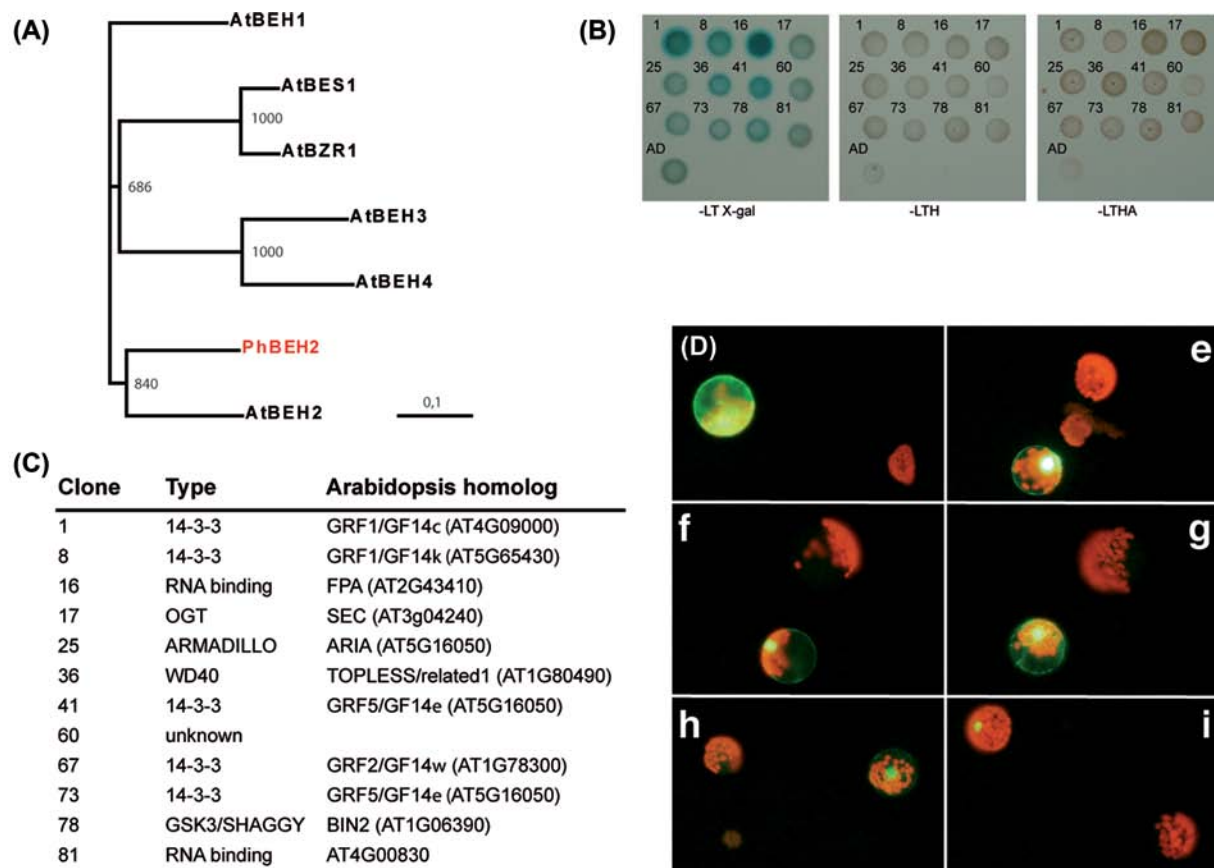 (A)
AtBEH1
AtBES1
1000
AtBZR1
686
AtBEH3
1000
AtBEH4
PhBEH2
840
AtBEH2
0,1
(B)
1 8 16 17
25 36 41 60
67 73 78 81
AD
-LT X-gal
1 8 16 17
25 36 41 60
67 73 78 81
AD
-LTH
1 8 16 17
25 36 41 60
67 73 78 81
AD
-LTHA
(C)
Clone Type Arabidopsis homolog
1 14-3-3 GRF1/GF14c (AT4G09000)
8 14-3-3 GRF1/GF14k (AT5G65430)
16 RNA binding FPA (AT2G43410)
17 OGT SEC (AT3g04240)
25 ARMADILLO ARIA (AT5G16050)
36 WD40 TOPLESS/related1 (AT1G80490)
41 14-3-3 GRF5/GF14e (AT5G16050)
60 unknown
67 14-3-3 GRF2/GF14w (AT1G78300)
73 14-3-3 GRF5/GF14e (AT5G16050)
78 GSK3/SHAGGY BIN2 (AT1G06390)
81 RNA binding AT4G00830
(D)
e
f
g
h
i